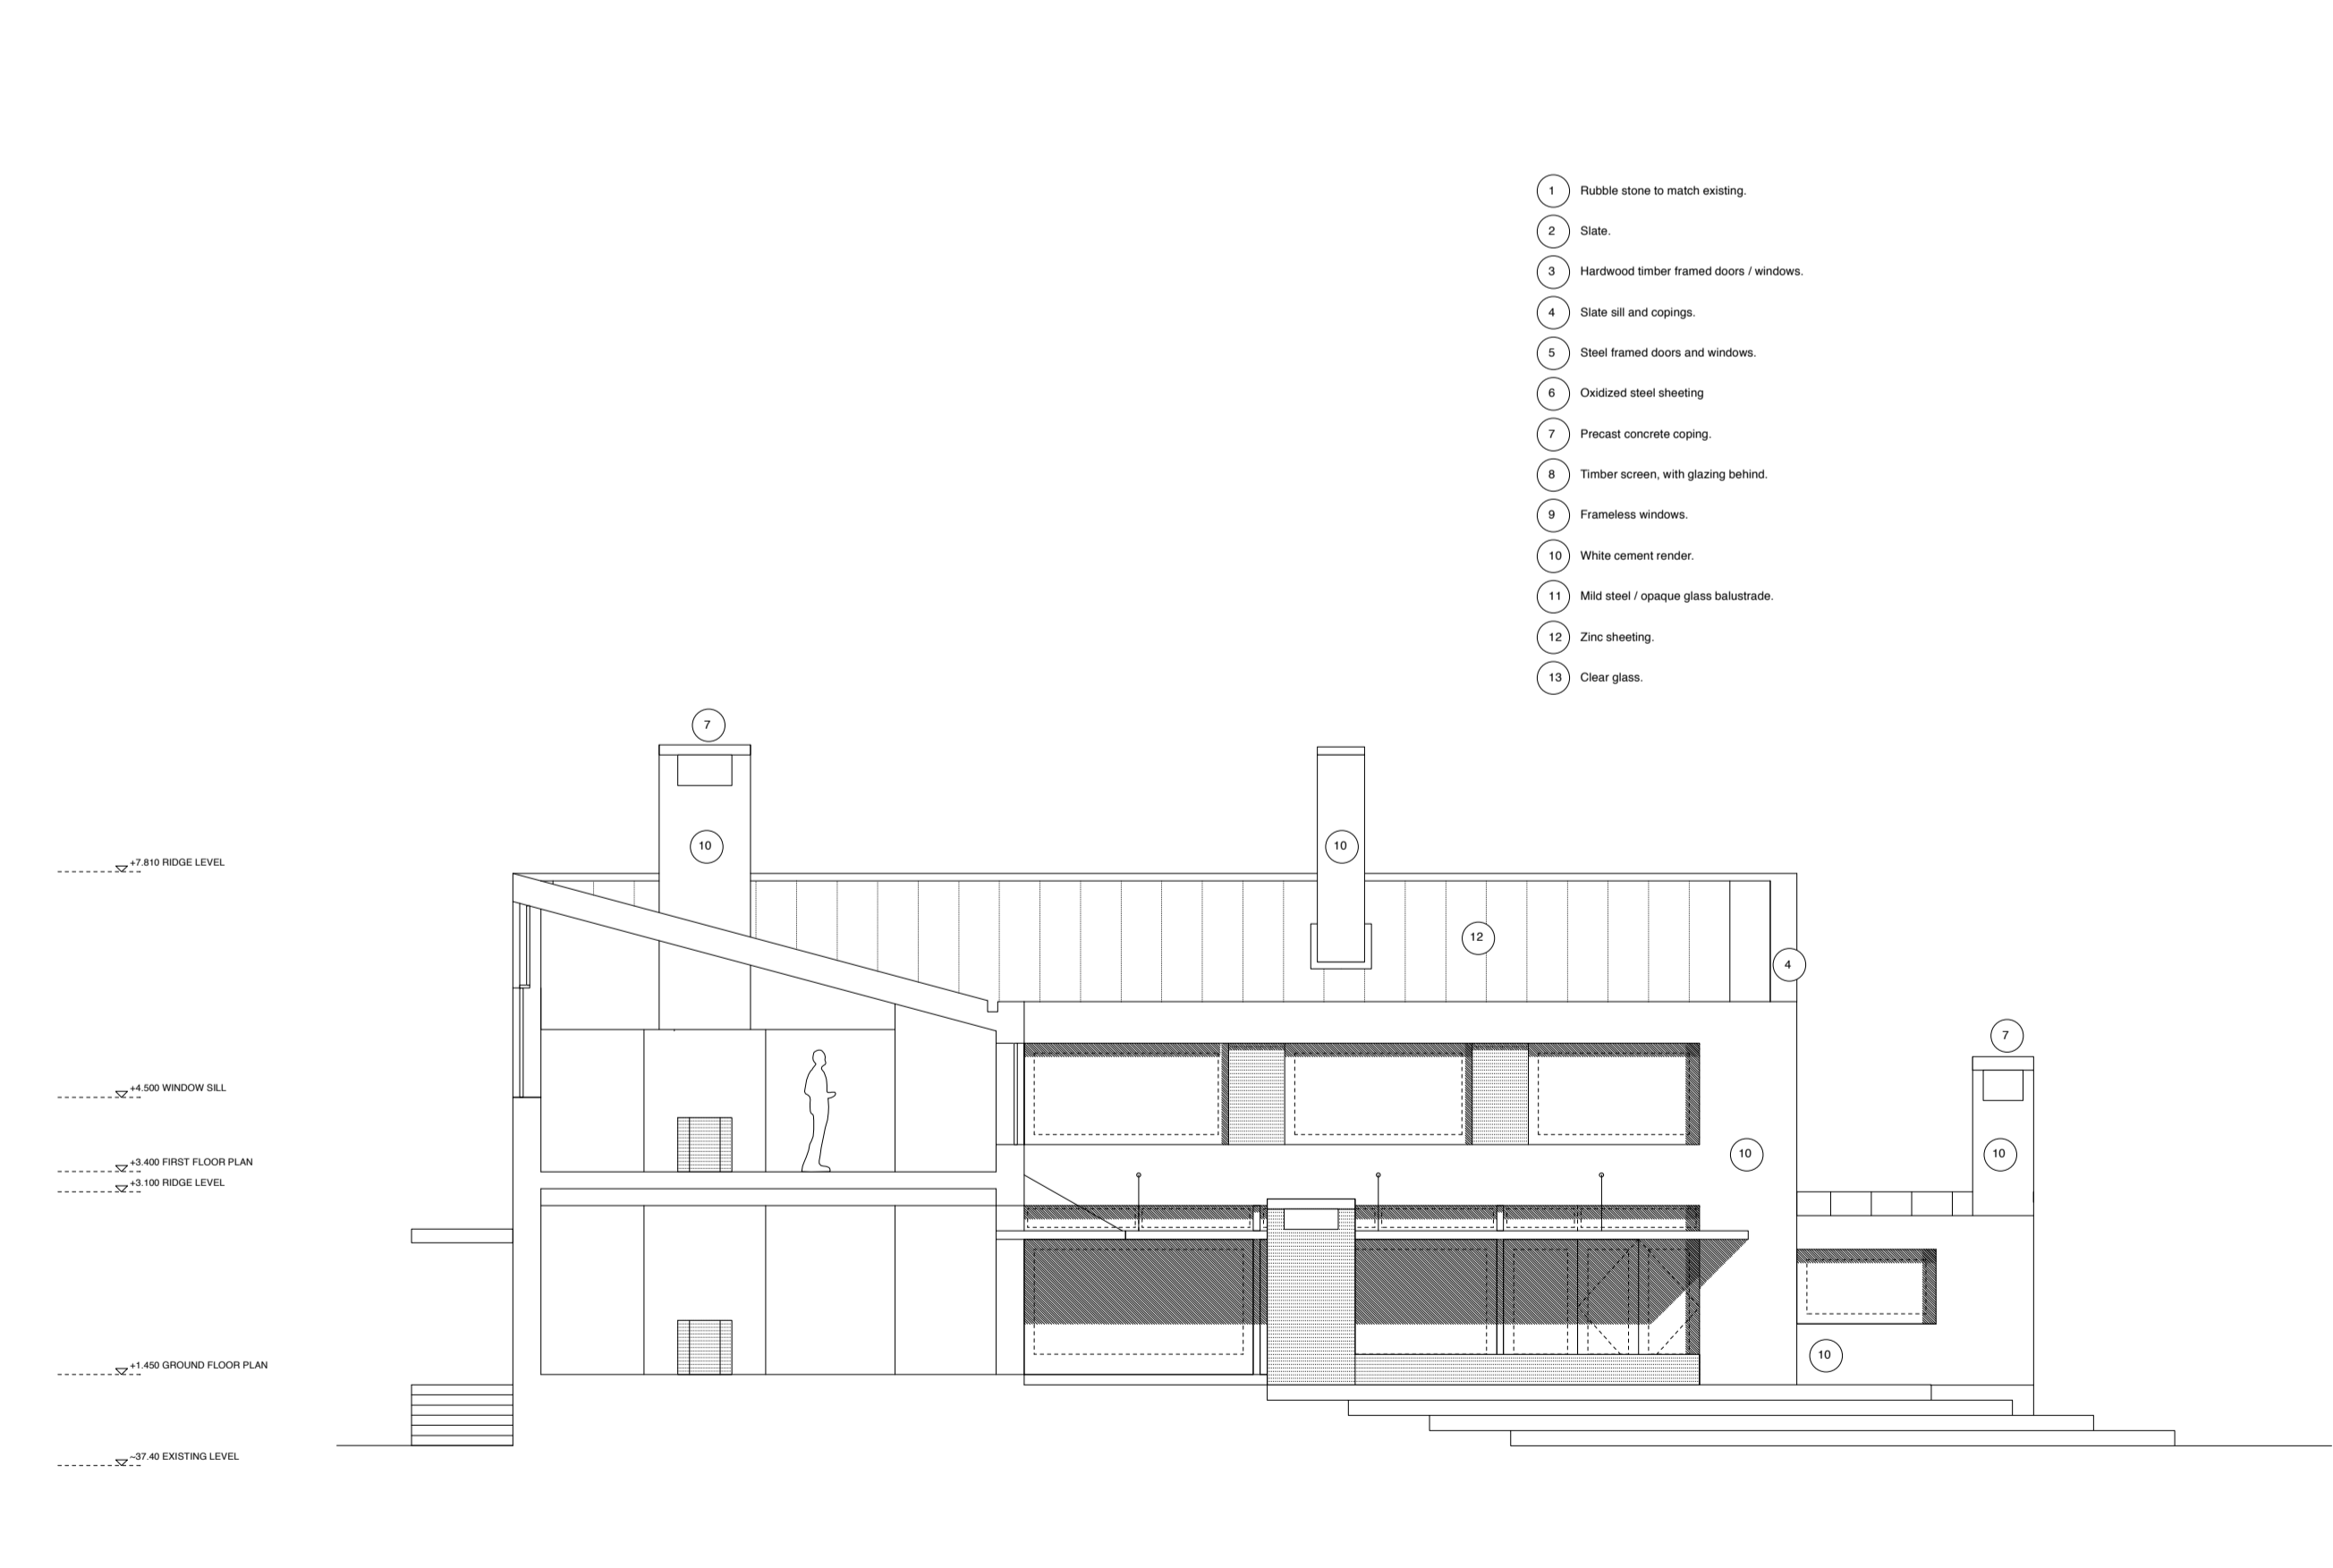 1 Rubble stone to match existing.
2 Slate.
3 Hardwood timber framed doors / windows.
4 Slate sill and copings.
5 Steel framed doors and windows.
6 Oxidized steel sheeting
7 Precast concrete coping.
8 Timber screen, with glazing behind.
9 Frameless windows.
10 White cement render.
11 Mild steel / opaque glass balustrade.
12 Zinc sheeting.
13 Clear glass.
7
10
10
+7.810 RIDGE LEVEL
12
4
7
+4.500 WINDOW SILL
10
10
+3.400 FIRST FLOOR PLAN
+3.100 RIDGE LEVEL
10
+1.450 GROUND FLOOR PLAN
~37.40 EXISTING LEVEL